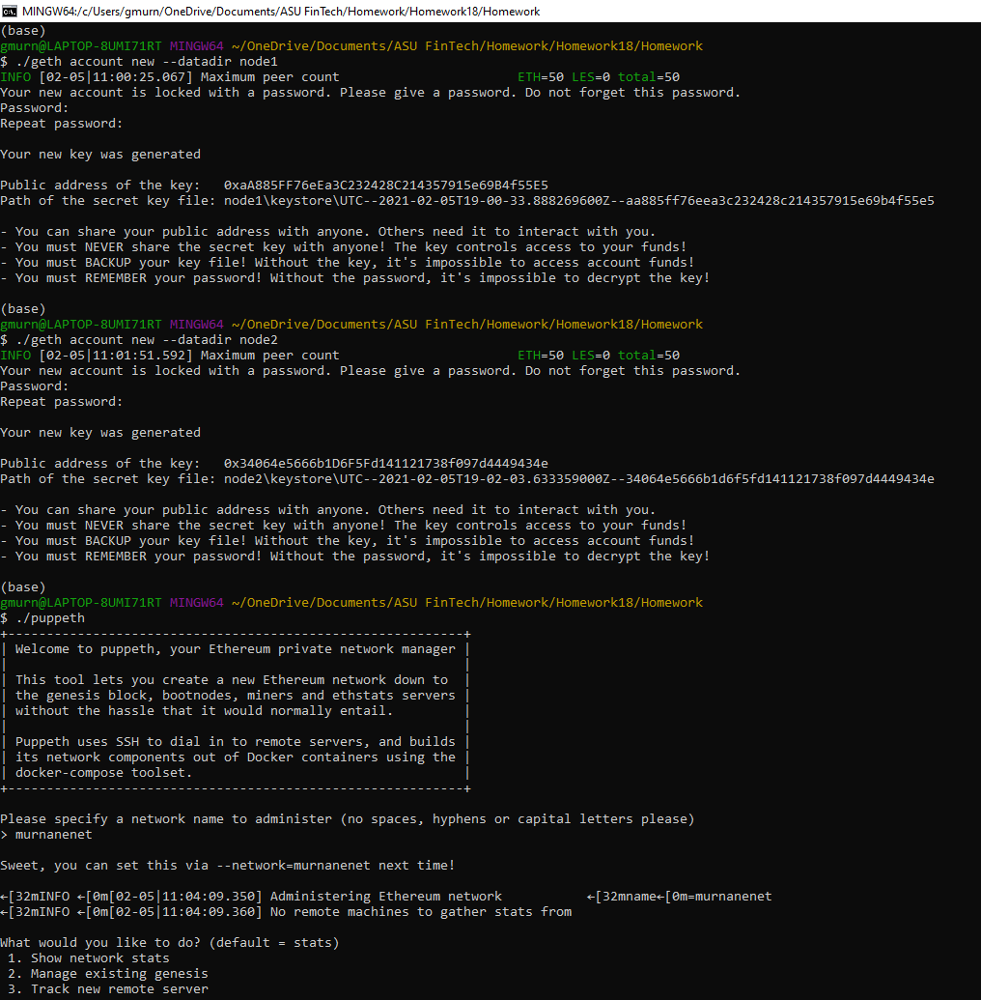 MINGW64:/c/Users/gmurn/OneDrive/Documents/ASU FinTech/Homework/Homework18/Homework
(base)
gmurn@LAPTOP-8UMI71RT MINGW64 ~/OneDrive/Documents/ASU FinTech/Homework/Homework18/Homework
$ ./geth account new --datadir node1
INFO [02-05|11:00:25.067] Maximum peer count                       ETH=50 LES=0 total=50
Your new account is locked with a password. Please give a password. Do not forget this password.
Password:
Repeat password:
Your new key was generated
Public address of the key:   0xaA885FF76eEa3C232428C214357915e69B4f55E5
Path of the secret key file: node1\keystore\UTC--2021-02-05T19-00-33.888269600Z--aa885ff76eea3c232428c214357915e69b4f55e5
- You can share your public address with anyone. Others need it to interact with you.
- You must NEVER share the secret key with anyone! The key controls access to your funds!
- You must BACKUP your key file! Without the key, it's impossible to access account funds!
- You must REMEMBER your password! Without the password, it's impossible to decrypt the key!
(base)
gmurn@LAPTOP-8UMI71RT MINGW64 ~/OneDrive/Documents/ASU FinTech/Homework/Homework18/Homework
$ ./geth account new --datadir node2
INFO [02-05|11:01:51.592] Maximum peer count                       ETH=50 LES=0 total=50
Your new account is locked with a password. Please give a password. Do not forget this password.
Password:
Repeat password:
Your new key was generated
Public address of the key:   0x34064e5666b1D6F5Fd141121738f097d4449434e
Path of the secret key file: node2\keystore\UTC--2021-02-05T19-02-03.633359000Z--34064e5666b1d6f5fd141121738f097d4449434e
- You can share your public address with anyone. Others need it to interact with you.
- You must NEVER share the secret key with anyone! The key controls access to your funds!
- You must BACKUP your key file! Without the key, it's impossible to access account funds!
- You must REMEMBER your password! Without the password, it's impossible to decrypt the key!
(base)
gmurn@LAPTOP-8UMI71RT MINGW64 ~/OneDrive/Documents/ASU FinTech/Homework/Homework18/Homework
$ ./puppeth
+-----------------------------------------------------------+
| Welcome to puppeth, your Ethereum private network manager |
|                                                           |
| This tool lets you create a new Ethereum network down to  |
| the genesis block, bootnodes, miners and ethstats servers |
| without the hassle that it would normally entail.         |
|                                                           |
| Puppeth uses SSH to dial in to remote servers, and builds |
| its network components out of Docker containers using the |
| docker-compose toolset.                                   |
+-----------------------------------------------------------+
Please specify a network name to administer (no spaces, hyphens or capital letters please)
> murnanenet
Sweet, you can set this via --network=murnanenet next time!
←[32mINFO ←[0m[02-05|11:04:09.350] Administering Ethereum network           ←[32mname←[0m=murnanenet
←[32mINFO ←[0m[02-05|11:04:09.360] No remote machines to gather stats from
What would you like to do? (default = stats)
1. Show network stats
2. Manage existing genesis
3. Track new remote server